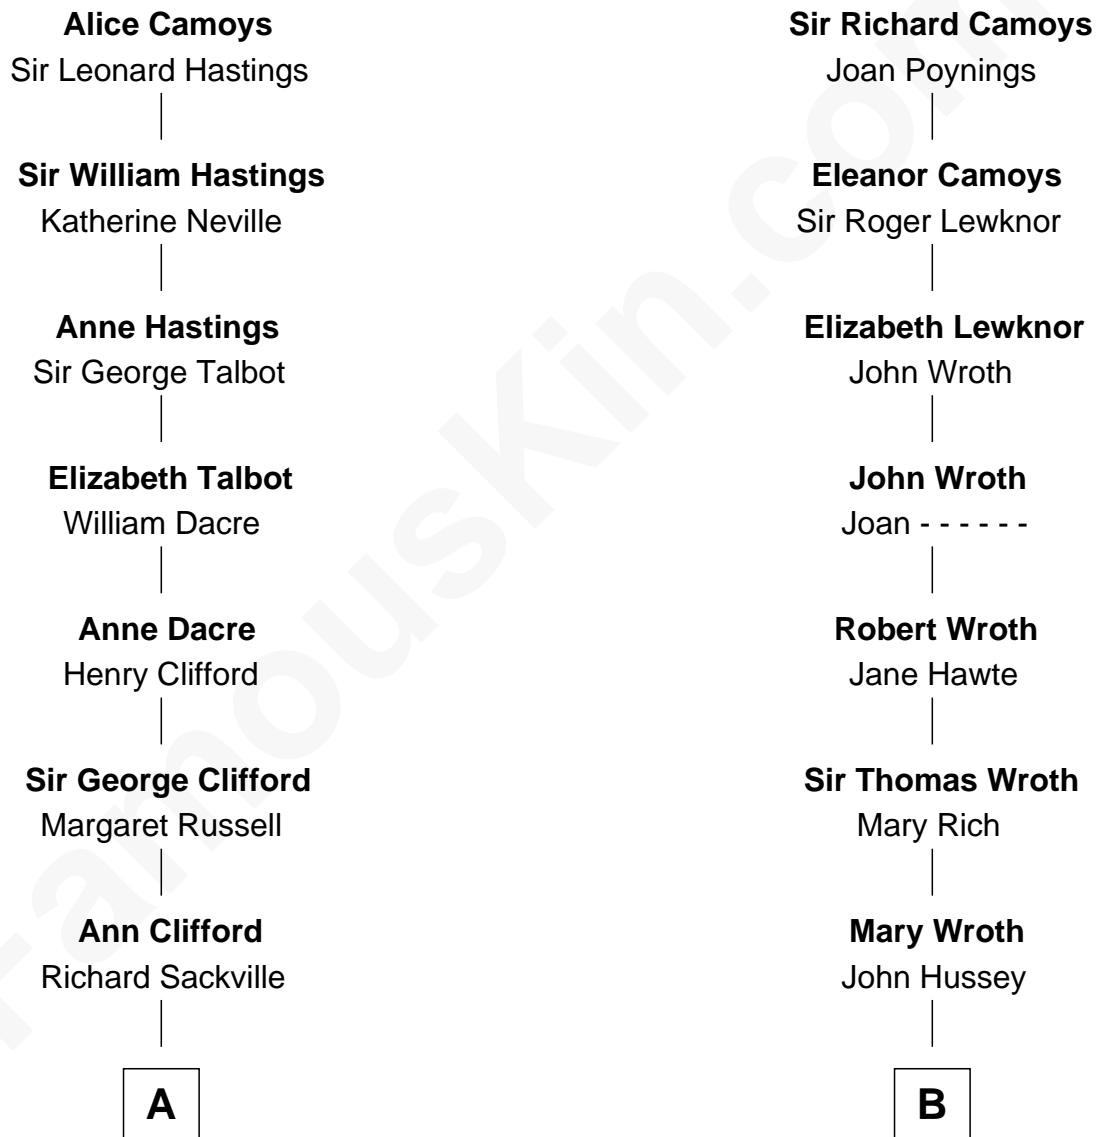 Alice Camoys
Sir Leonard Hastings
Sir William Hastings
Katherine Neville
Anne Hastings
Sir George Talbot
Elizabeth Talbot
William Dacre
Anne Dacre
Henry Clifford
Sir George Clifford
Margaret Russell
Ann Clifford
Richard Sackville
A
Sir Richard Camoys
Joan Poynings
Eleanor Camoys
Sir Roger Lewknor
Elizabeth Lewknor
John Wroth
John Wroth
Joan - - - - - -
Robert Wroth
Jane Hawte
Sir Thomas Wroth
Mary Rich
Mary Wroth
John Hussey
B
FamousKin.com